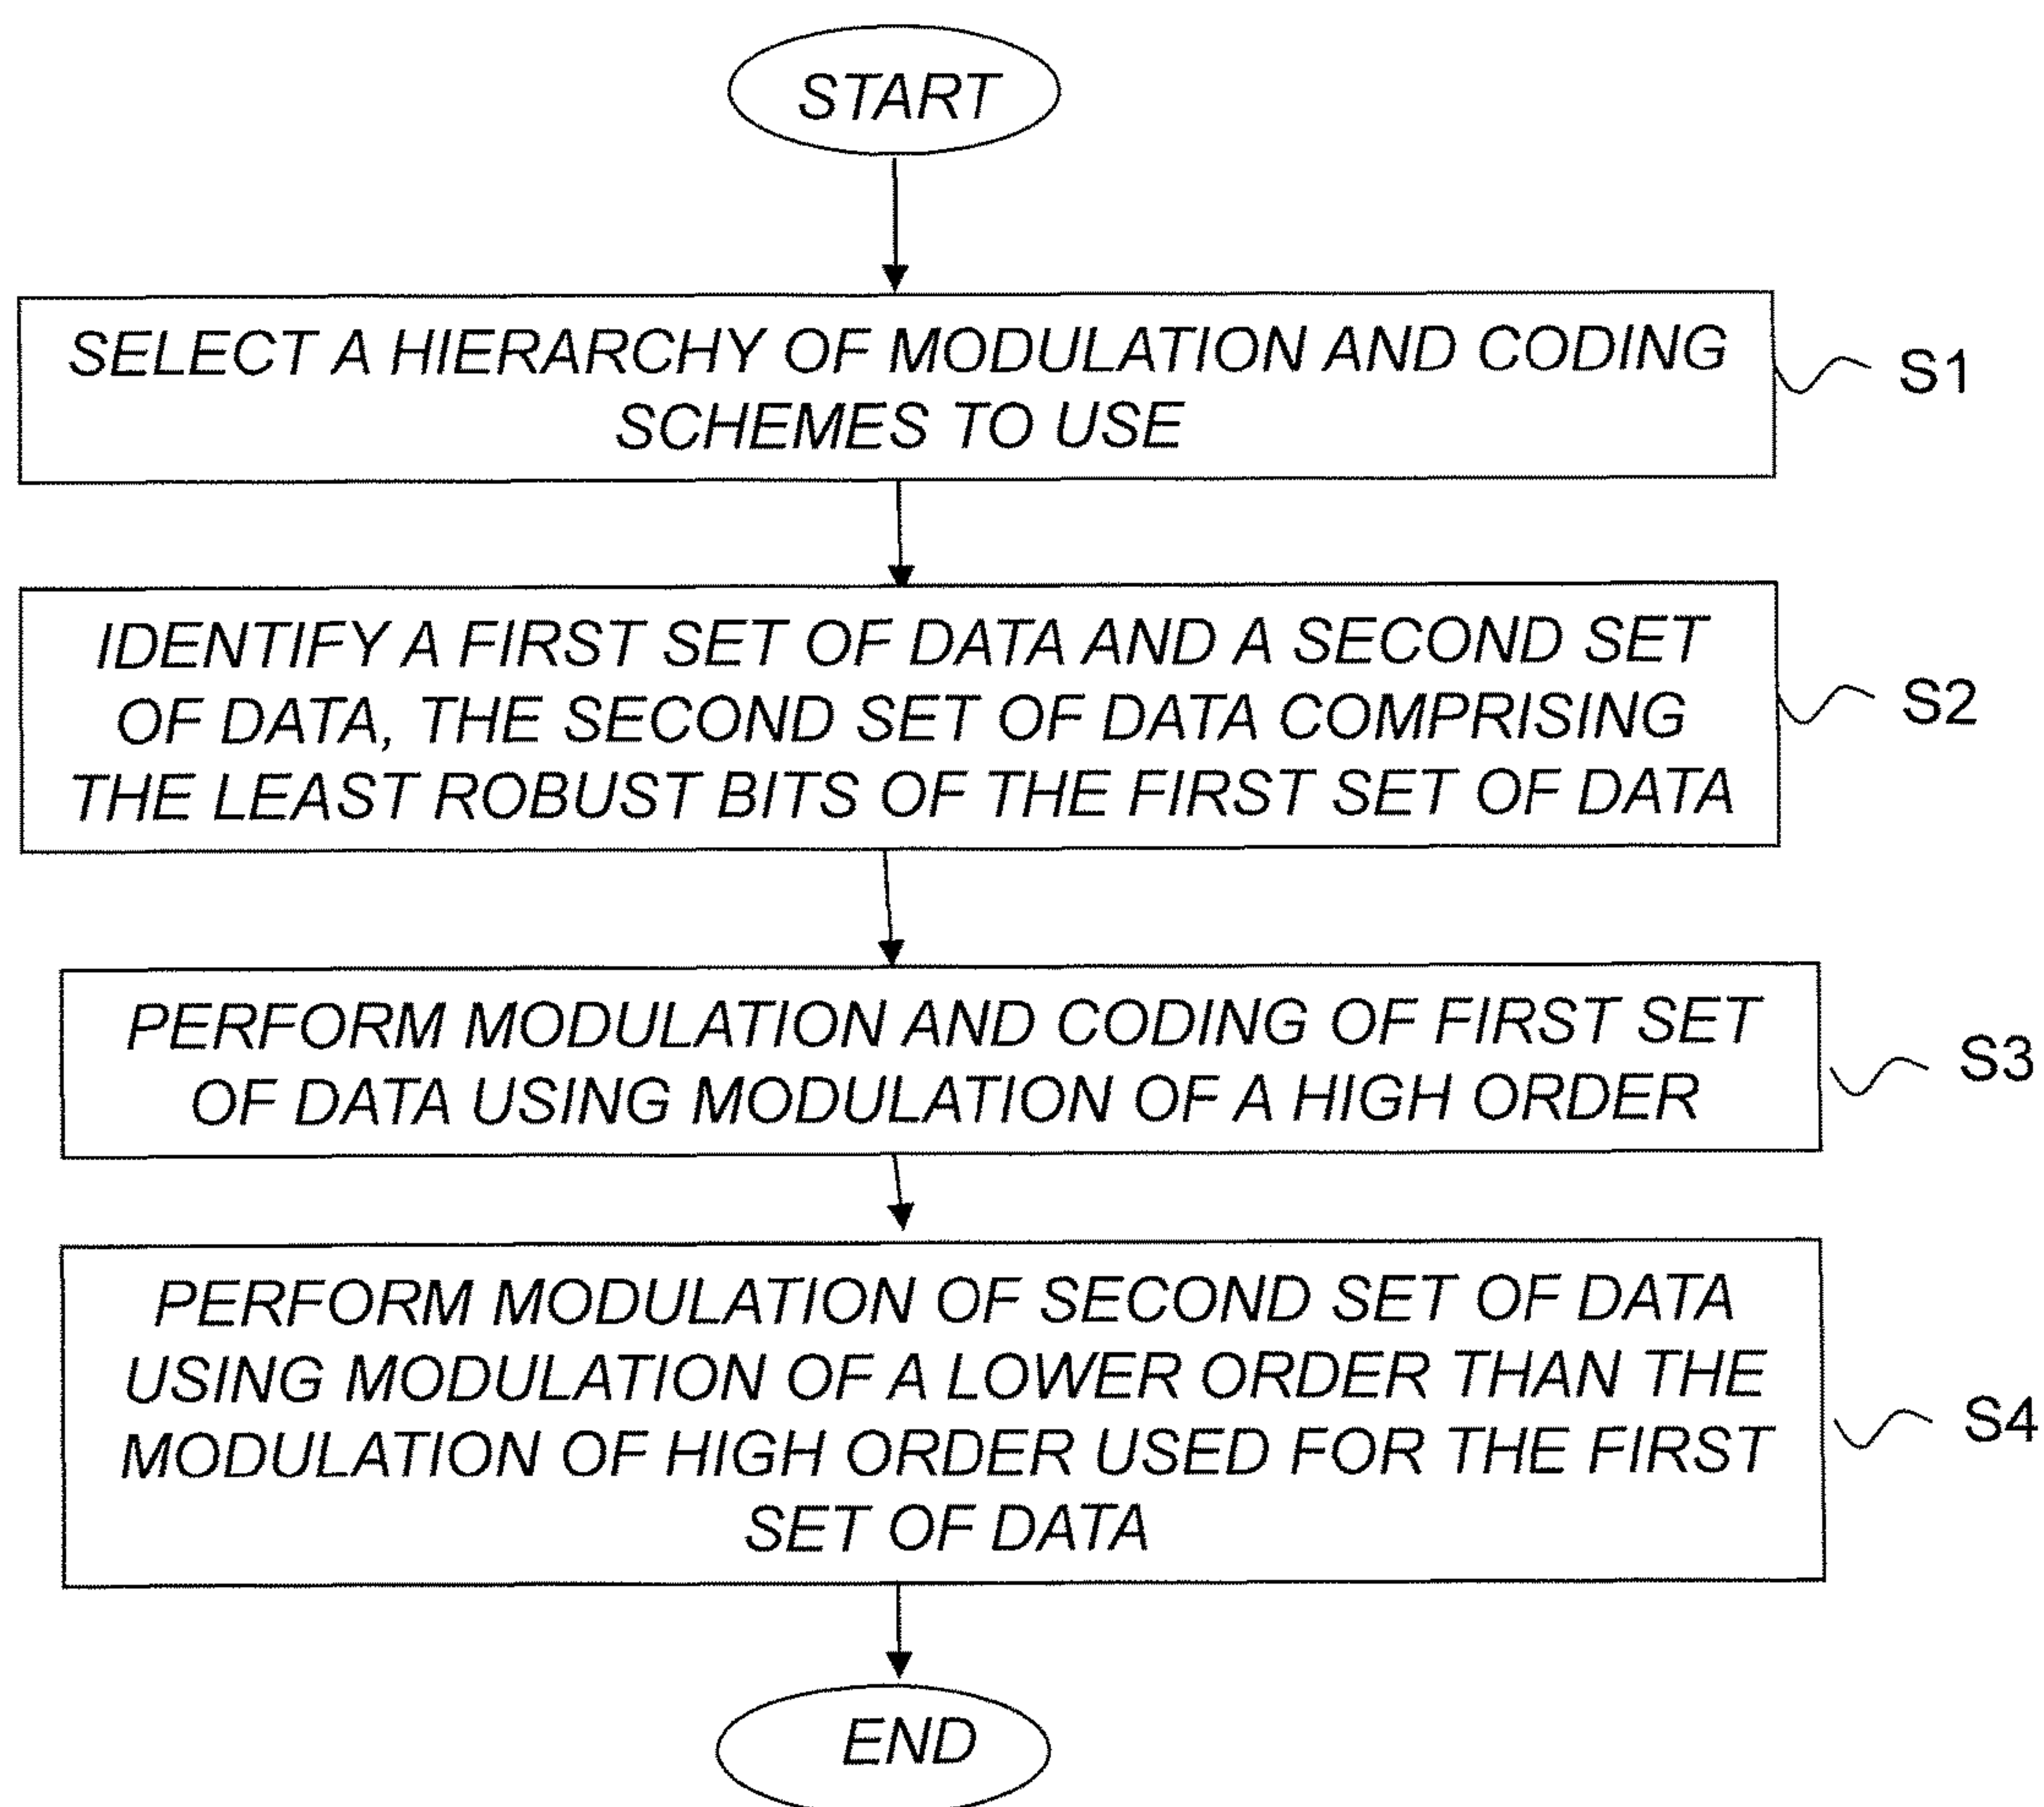 START
SELECT A HIERARCHY OF MODULATION AND CODING
SCHEMES TO USE
S1
IDENTIFY A FIRST SET OF DATA AND A SECOND SET
OF DATA, THE SECOND SET OF DATA COMPRISING
THE LEAST ROBUST BITS OF THE FIRST SET OF DATA
S2
PERFORM MODULATION AND CODING OF FIRST SET
OF DATA USING MODULATION OF A HIGH ORDER
S3
PERFORM MODULATION OF SECOND SET OF DATA
USING MODULATION OF A LOWER ORDER THAN THE
MODULATION OF HIGH ORDER USED FOR THE FIRST
SET OF DATA
S4
END